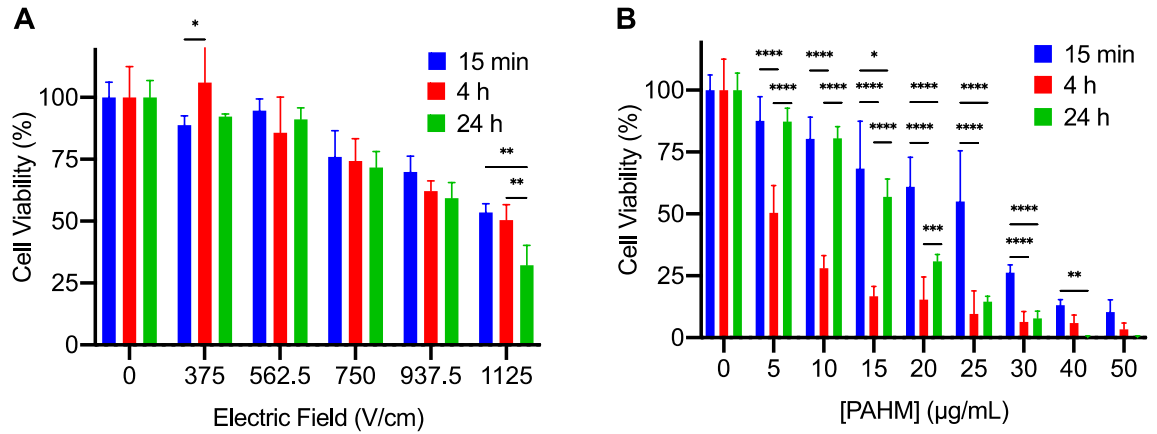 A
Cell Viability (%)
100
75
50
25
0
*
**
**
15 min
4 h
24 h
0 375 562.5 750 937.5 1125
Electric Field (V/cm)
B
Cell Viability (%)
100
75
50
25
0
**** **** * **** ****
**** **** **** **** ****
**** ***
****
****
**
15 min
4 h
24 h
0 5 10 15 20 25 30 40 50
[PAHM] (µg/mL)